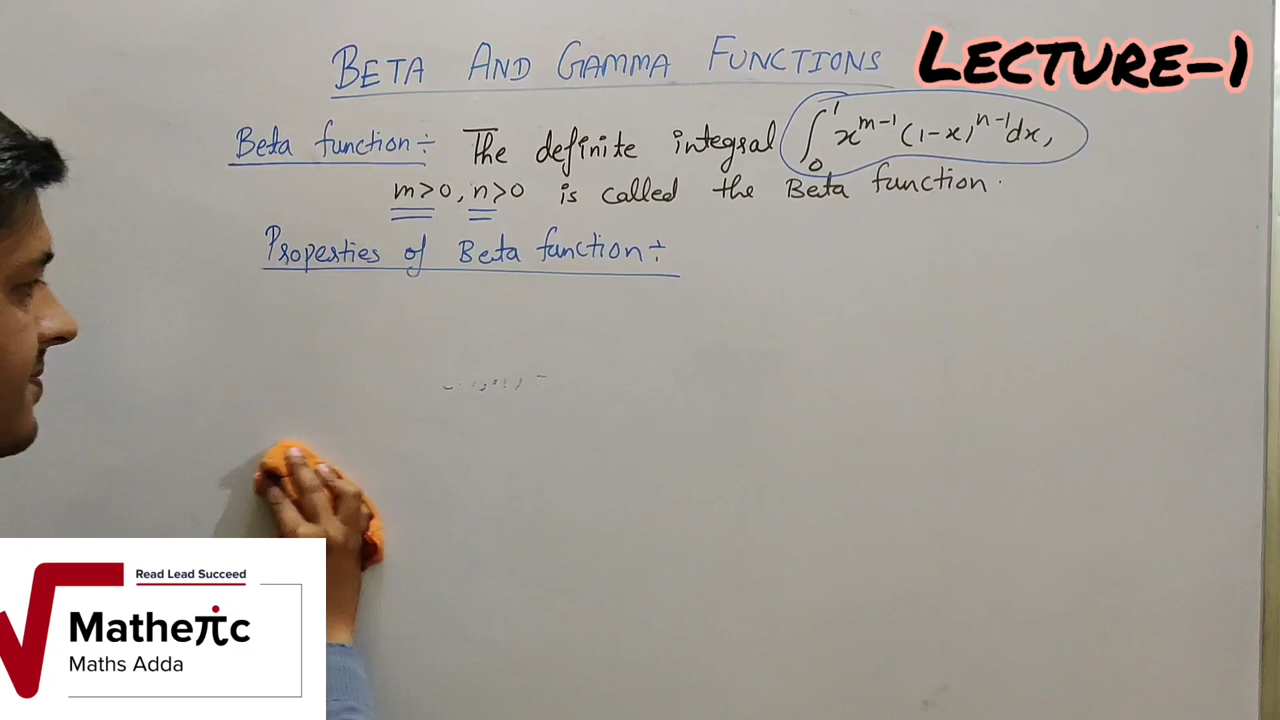 BETA AND GAMMA FUNCTIONS
LECTURE-1
Beta function ÷ The definite integral ∫₀¹ x^{m-1} (1-x)^{n-1} dx,
m>0, n>0 is called the Beta function.
Properties of Beta function ÷
Read Lead Succeed
Matheπc
Maths Adda